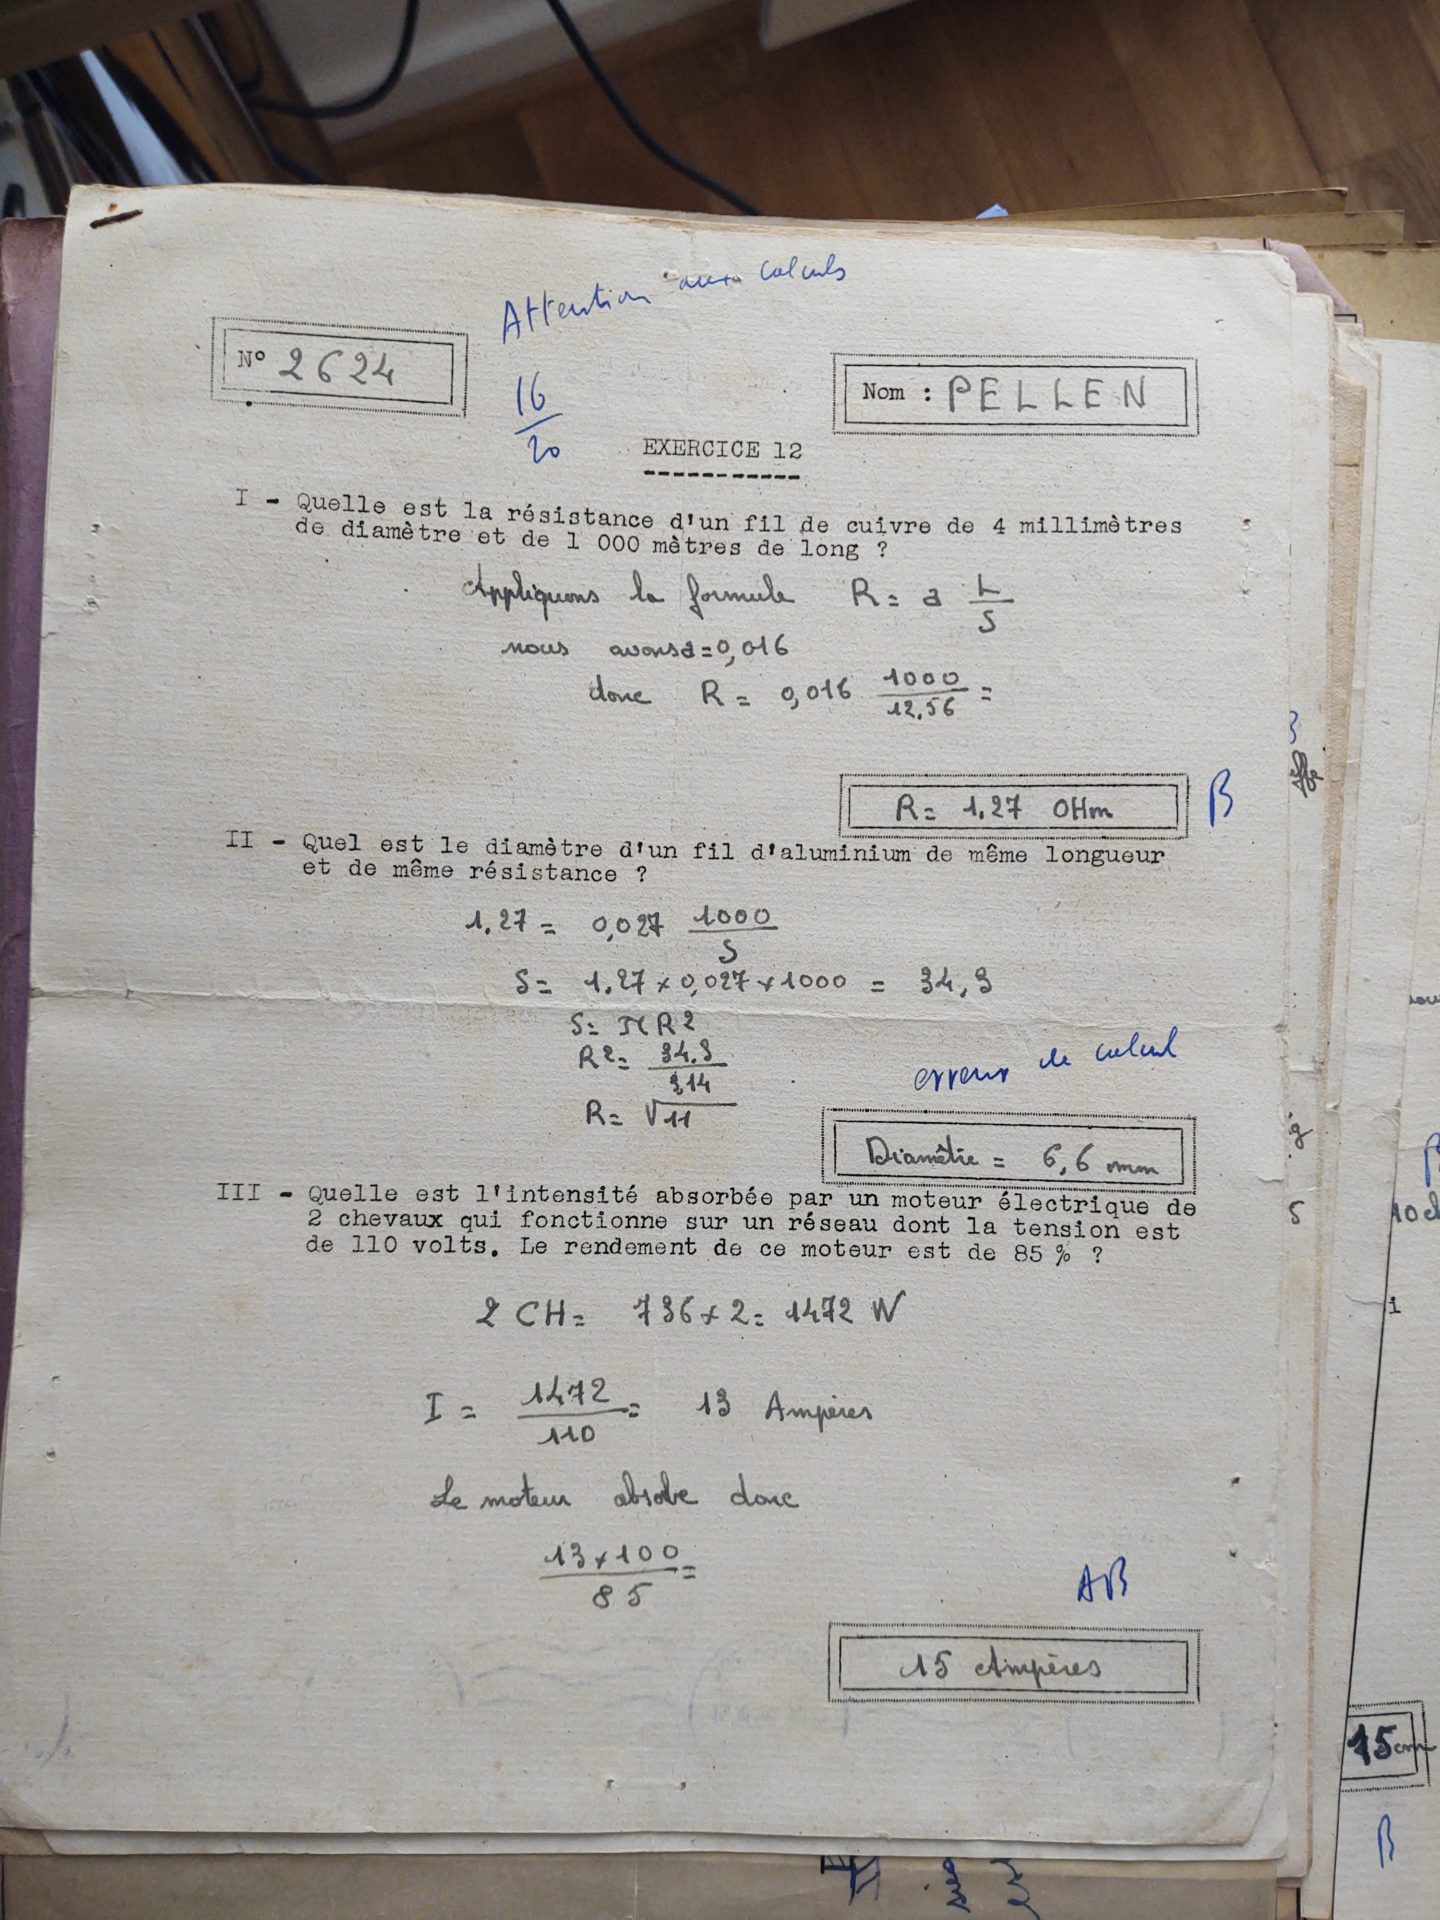 Attention aux calculs
N° 2624
16
20
Nom : PELLEN
EXERCICE 12
I - Quelle est la résistance d'un fil de cuivre de 4 millimètres
de diamètre et de 1 000 mètres de long ?
Appliquons la formule R = a L/S
nous avons a = 0,016
donc R = 0,016 1000/12.56 =
R = 1,27 OHm
B
II - Quel est le diamètre d'un fil d'aluminium de même longueur
et de même résistance ?
1,27 = 0,027 1000/S
S = 1.27 x 0,027 x 1000 = 34,3
S = π R²
R² = 34.3/3,14
R = √11
erreur de calcul
Diamètre = 6,6 mm
III - Quelle est l'intensité absorbée par un moteur électrique de
2 chevaux qui fonctionne sur un réseau dont la tension est
de 110 volts. Le rendement de ce moteur est de 85 % ?
2 CH = 736 x 2 = 1472 W
I = 1472/110 = 13 Ampères
Le moteur absobe donc
13 x 100/85 =
AB
15 Ampères
15 cm
B